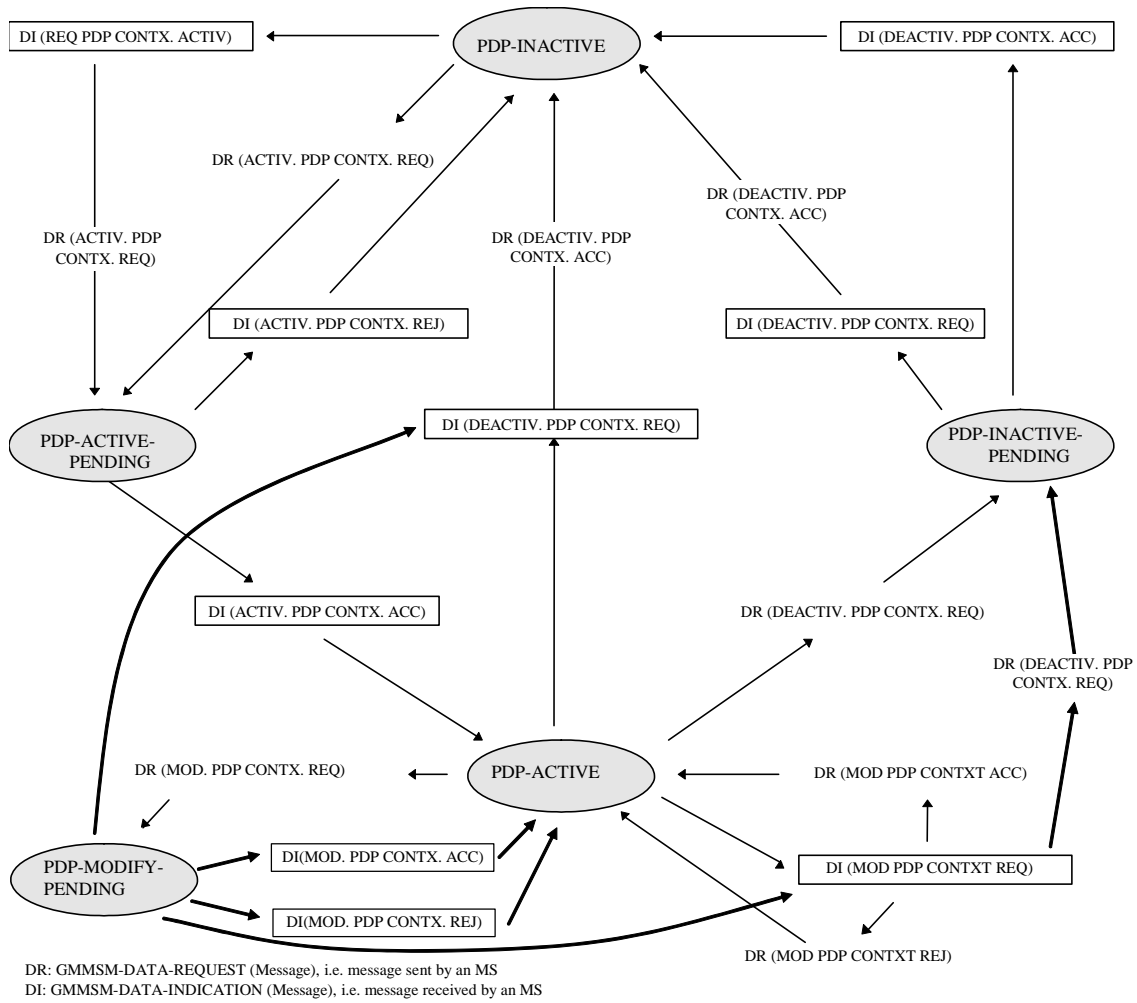 DI (REQ PDP CONTX. ACTIV)
PDP-INACTIVE
DI (DEACTIV. PDP CONTX. ACC)
DR (ACTIV. PDP CONTX. REQ)
DR (DEACTIV. PDP
CONTX. ACC)
DR (ACTIV. PDP
CONTX. REQ)
DR (DEACTIV. PDP
CONTX. ACC)
DI (ACTIV. PDP CONTX. REJ)
DI (DEACTIV. PDP CONTX. REQ)
PDP-ACTIVE-
PENDING
DI (DEACTIV. PDP CONTX. REQ)
PDP-INACTIVE-
PENDING
DI (ACTIV. PDP CONTX. ACC)
DR (DEACTIV. PDP CONTX. REQ)
DR (DEACTIV. PDP
CONTX. REQ)
DR (MOD. PDP CONTX. REQ)
PDP-ACTIVE
DR (MOD PDP CONTXT ACC)
PDP-MODIFY-
PENDING
DI(MOD. PDP CONTX. ACC)
DI (MOD PDP CONTXT REQ)
DI(MOD. PDP CONTX. REJ)
DR (MOD PDP CONTXT REJ)
DR: GMMSM-DATA-REQUEST (Message), i.e. message sent by an MS
DI: GMMSM-DATA-INDICATION (Message), i.e. message received by an MS